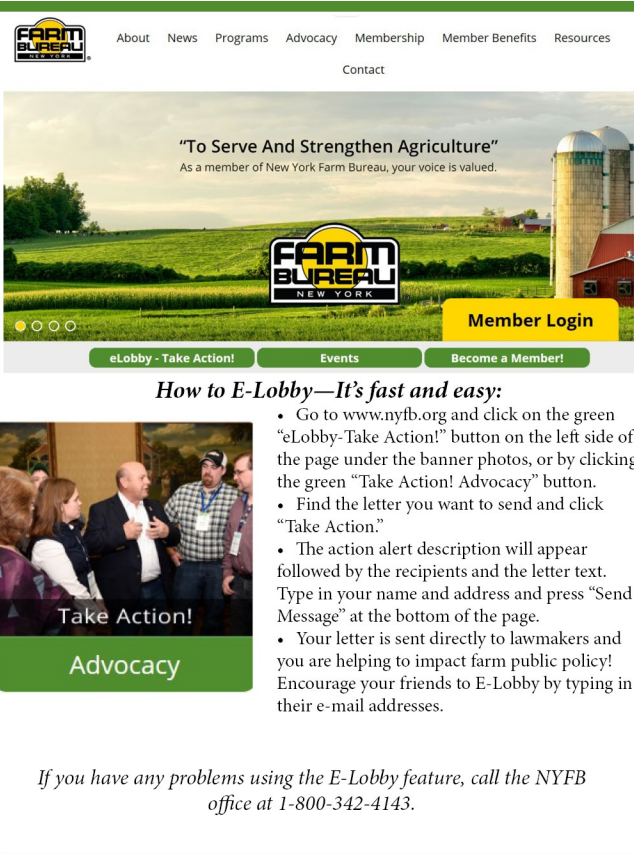 FARM
BUREAU
NEW YORK
®
About News Programs Advocacy Membership Member Benefits Resources
Contact
“To Serve And Strengthen Agriculture”
As a member of New York Farm Bureau, your voice is valued.
FARM
BUREAU
NEW YORK
Member Login
eLobby - Take Action! Events Become a Member!
How to E-Lobby—It’s fast and easy:
• Go to www.nyfb.org and click on the green
“eLobby-Take Action!” button on the left side of
the page under the banner photos, or by clicking
the green “Take Action! Advocacy” button.
• Find the letter you want to send and click
“Take Action.”
• The action alert description will appear
followed by the recipients and the letter text.
Type in your name and address and press “Send
Message” at the bottom of the page.
• Your letter is sent directly to lawmakers and
you are helping to impact farm public policy!
Encourage your friends to E-Lobby by typing in
their e-mail addresses.
Take Action!
Advocacy
If you have any problems using the E-Lobby feature, call the NYFB
office at 1-800-342-4143.